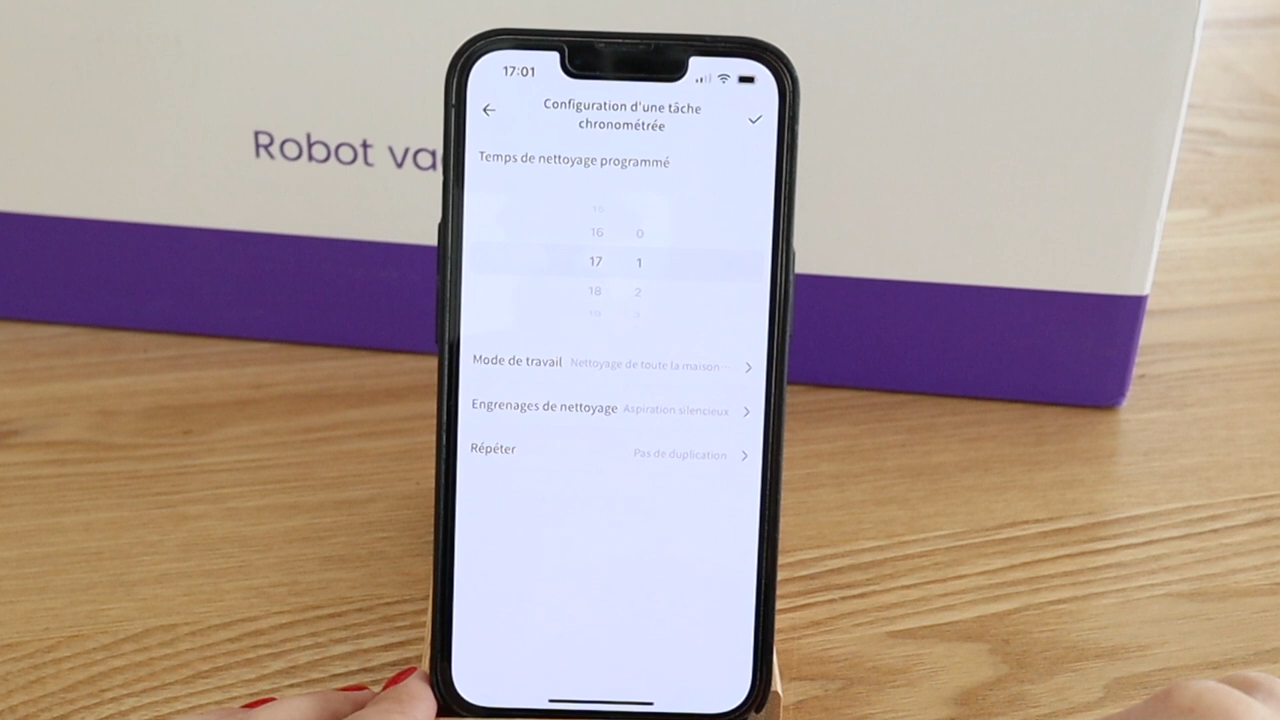 Robot va
17:01
Configuration d'une tâche
chronométrée
Temps de nettoyage programmé
16 0
17 1
18 2
Mode de travail Nettoyage de toute la maison...
Engrenages de nettoyage Aspiration silencieux
Répéter Pas de duplication